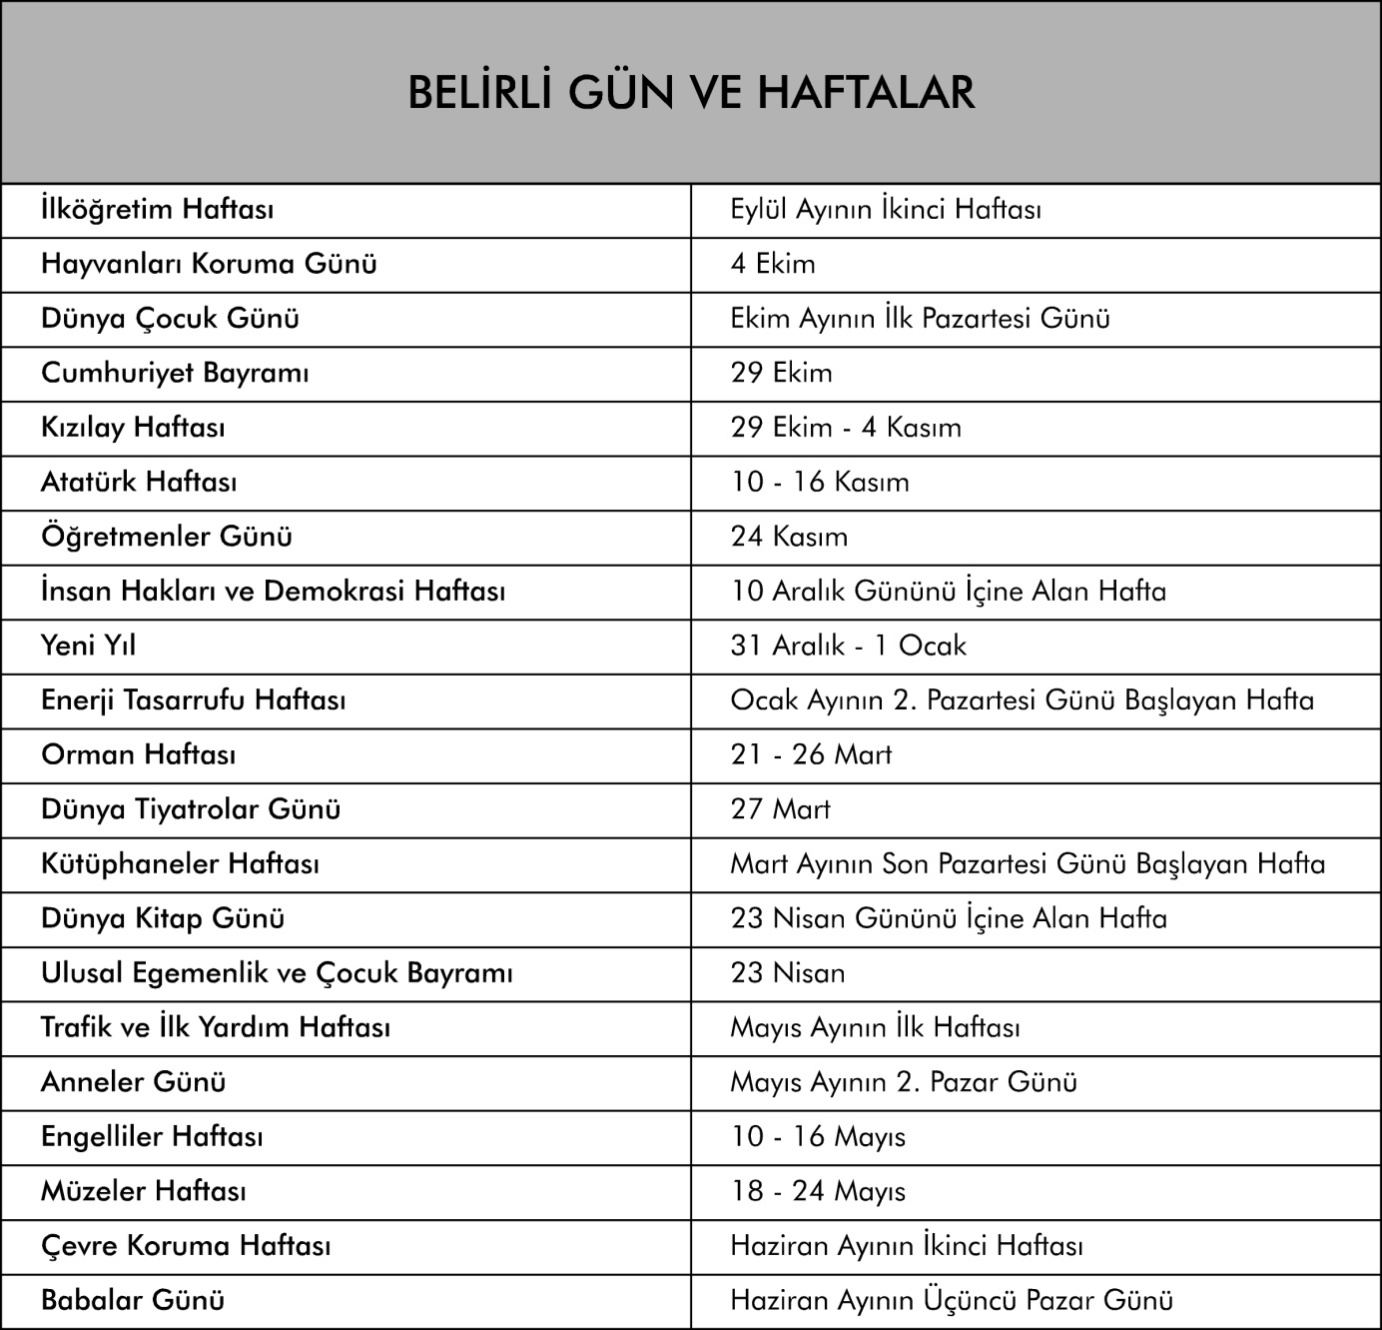 BELİRLİ GÜN VE HAFTALAR
İlköğretim Haftası Eylül Ayının İkinci Haftası
Hayvanları Koruma Günü 4 Ekim
Dünya Çocuk Günü Ekim Ayının İlk Pazartesi Günü
Cumhuriyet Bayramı 29 Ekim
Kızılay Haftası 29 Ekim - 4 Kasım
Atatürk Haftası 10 - 16 Kasım
Öğretmenler Günü 24 Kasım
İnsan Hakları ve Demokrasi Haftası 10 Aralık Gününü İçine Alan Hafta
Yeni Yıl 31 Aralık - 1 Ocak
Enerji Tasarrufu Haftası Ocak Ayının 2. Pazartesi Günü Başlayan Hafta
Orman Haftası 21 - 26 Mart
Dünya Tiyatrolar Günü 27 Mart
Kütüphaneler Haftası Mart Ayının Son Pazartesi Günü Başlayan Hafta
Dünya Kitap Günü 23 Nisan Gününü İçine Alan Hafta
Ulusal Egemenlik ve Çocuk Bayramı 23 Nisan
Trafik ve İlk Yardım Haftası Mayıs Ayının İlk Haftası
Anneler Günü Mayıs Ayının 2. Pazar Günü
Engelliler Haftası 10 - 16 Mayıs
Müzeler Haftası 18 - 24 Mayıs
Çevre Koruma Haftası Haziran Ayının İkinci Haftası
Babalar Günü Haziran Ayının Üçüncü Pazar Günü